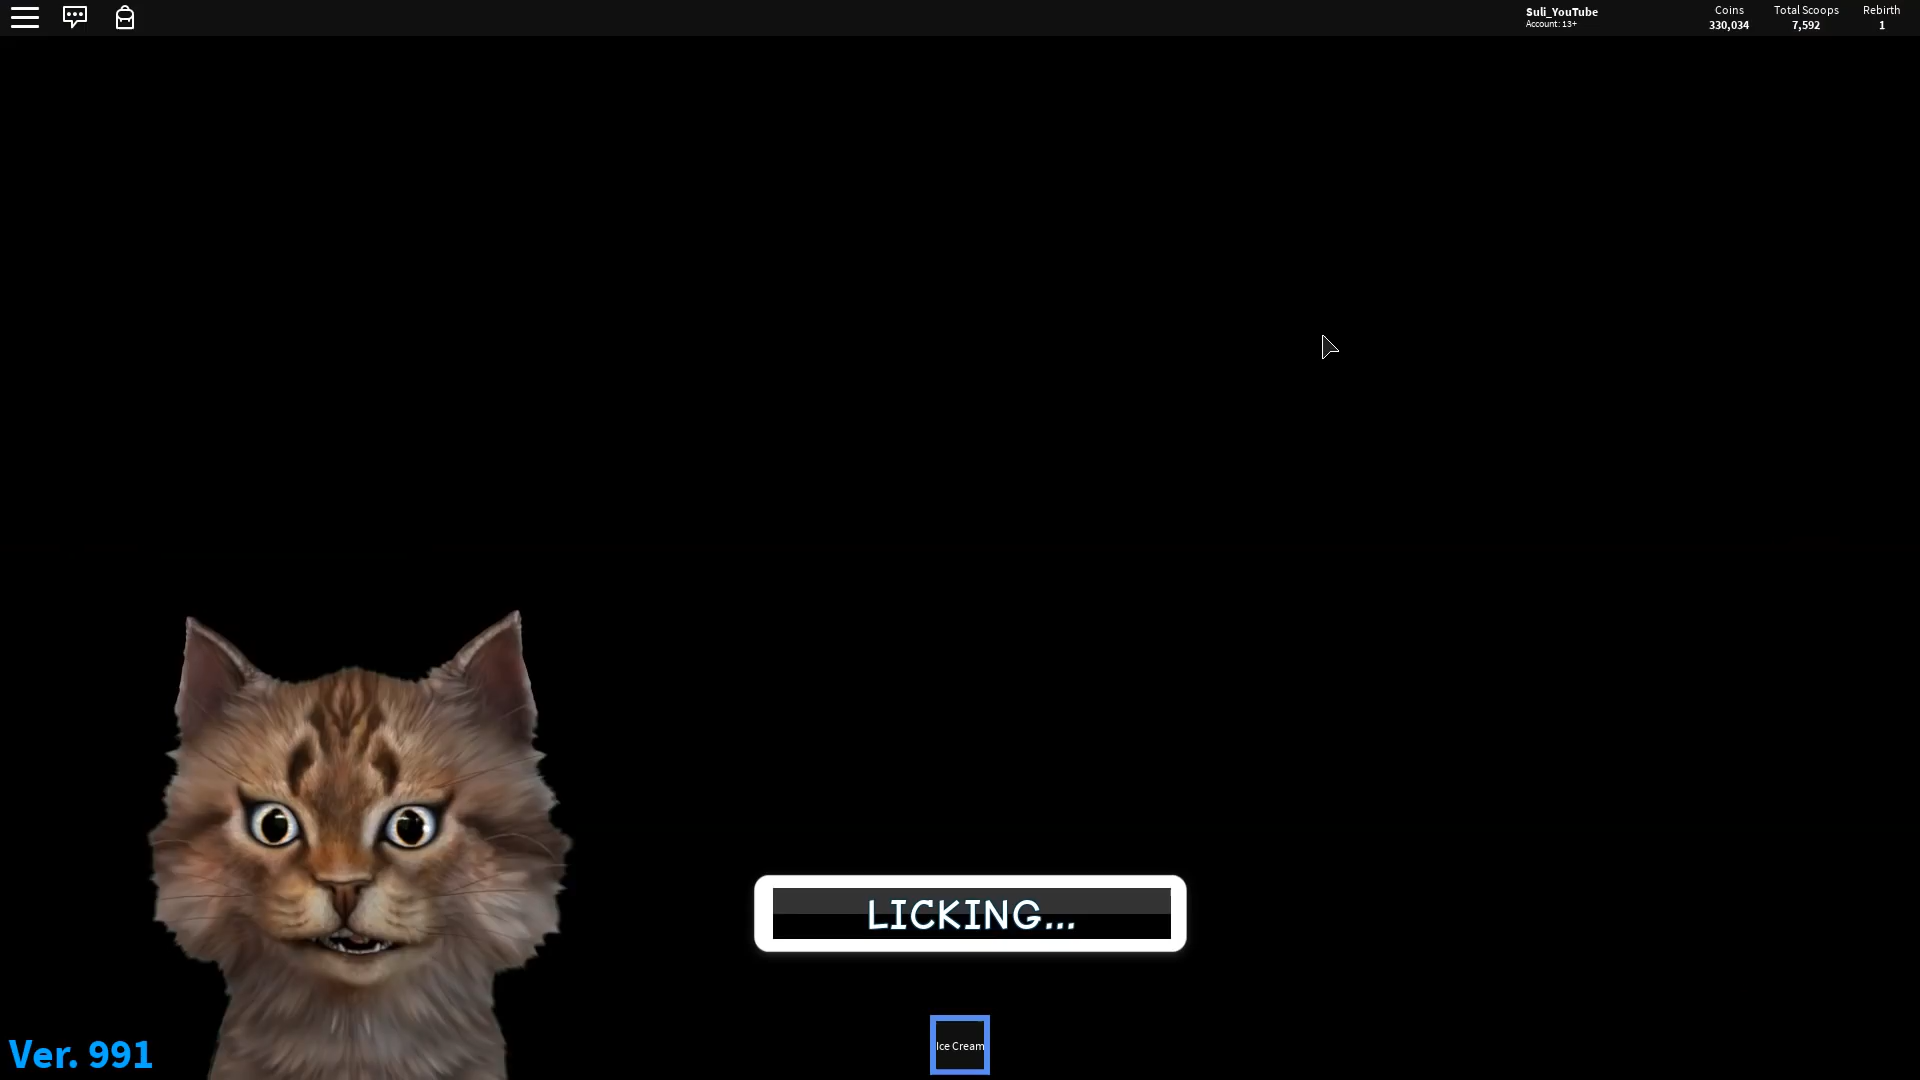 Suli_YouTube
Account: 13+
Coins
330,034
Total Scoops
7,592
Rebirth
1
LICKING...
Ice Cream
Ver. 991